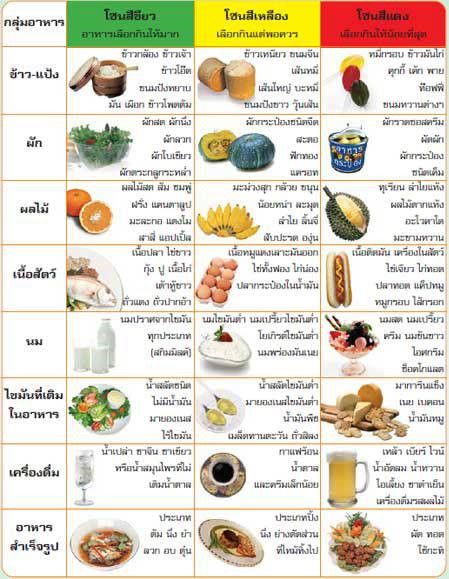 กลุ่มอาหาร
โซนสีเขียว
อาหารเลือกกินให้มาก
โซนสีเหลือง
เลือกกินแต่พอควร
โซนสีแดง
เลือกกินให้น้อยที่สุด
ข้าว-แป้ง
ข้าวกล้อง ข้าวเจ้า
ข้าวโอ๊ต
ขนมปังหยาบ
มัน เผือก ข้าวโพดต้ม
ข้าวเหนียว ขนมจีน
เส้นหมี่
เส้นใหญ่ บะหมี่
ขนมปังขาว วุ้นเส้น
หมี่กรอบ ข้าวมันไก่
คุกกี้ เค้ก พาย
ท๊อฟฟี่
ขนมหวานต่างๆ
ผัก
ผักสด ผักนึ่ง
ผักลวก
ผักใบเขียว
ผักตระกูลกะหล่ำ
ผักกระป๋องชนิดจืด
สะตอ
ฟักทอง
แครอท
ผักราดซอสครีม
ผัดผัก
ผักกระป๋อง
ชนิดเค็ม
ผลไม้
ผลไม้สด ส้ม ชมพู่
ฝรั่ง แคนตาลูป
มะละกอ แตงโม
สาลี่ แอปเปิ้ล
มะม่วงสุก กล้วย ขนุน
น้อยหน่า ละมุด
ลำไย ลิ้นจี่
สับปะรด องุ่น
ทุเรียน ลำไยแห้ง
ผลไม้ตากแห้ง
อะโวคาโด
มะขามหวาน
เนื้อสัตว์
เนื้อปลา ไข่ขาว
กุ้ง ปู เนื้อไก่
เต้าหู้ขาว
ถั่วแดง ถั่วปากอ้า
เนื้อหมูแดงเลาะมันออก
ไข่ทั้งฟอง ไก่น่อง
ปลากระป๋องในน้ำมัน
เนื้อติดมัน เครื่องในสัตว์
ไข่เจียว ไก่ทอด
ปลาทอด แค๊ปหมู
หมูกรอบ ไส้กรอก
นม
นมปราศจากไขมัน
ทุกประเภท
(สกิมมิลค์)
นมไขมันต่ำ นมเปรี้ยวไขมันต่ำ
โยเกิร์ตไขมันต่ำ
นมพร่องมันเนย
นมสด นมเปรี้ยว
ครีม นมข้นขาว
ไอศกรีม
ช็อคโกแลต
ไขมันที่เติม
ในอาหาร
น้ำสลัดชนิด
ไม่มีน้ำมัน
มายองเนส
ไร้ไขมัน
น้ำสลัดไขมันต่ำ
มายองเนสไขมันต่ำ
น้ำมันพืช
เมล็ดทานตะวัน ถั่วลิสง
มาการีนแข็ง
เนย เบคอน
น้ำมันหมู
เครื่องดื่ม
น้ำเปล่า ชาจีน ชาเขียว
หรือน้ำสมุนไพรที่ไม่
เติมน้ำตาล
กาแฟร้อน
น้ำตาล
และครีมเล็กน้อย
เหล้า เบียร์ ไวน์
น้ำอัดลม น้ำหวาน
โอเลี้ยง ชาดำเย็น
เครื่องดื่มรสผลไม้
อาหาร
สำเร็จรูป
ประเภท
ต้ม นึ่ง ยำ
ลวก อบ ตุ๋น
ประเภทปิ้ง
นึ่ง ย่างตัดส่วน
ที่ไหม้ทิ้งไป
ประเภท
ผัด ทอด
ใช้กะทิ